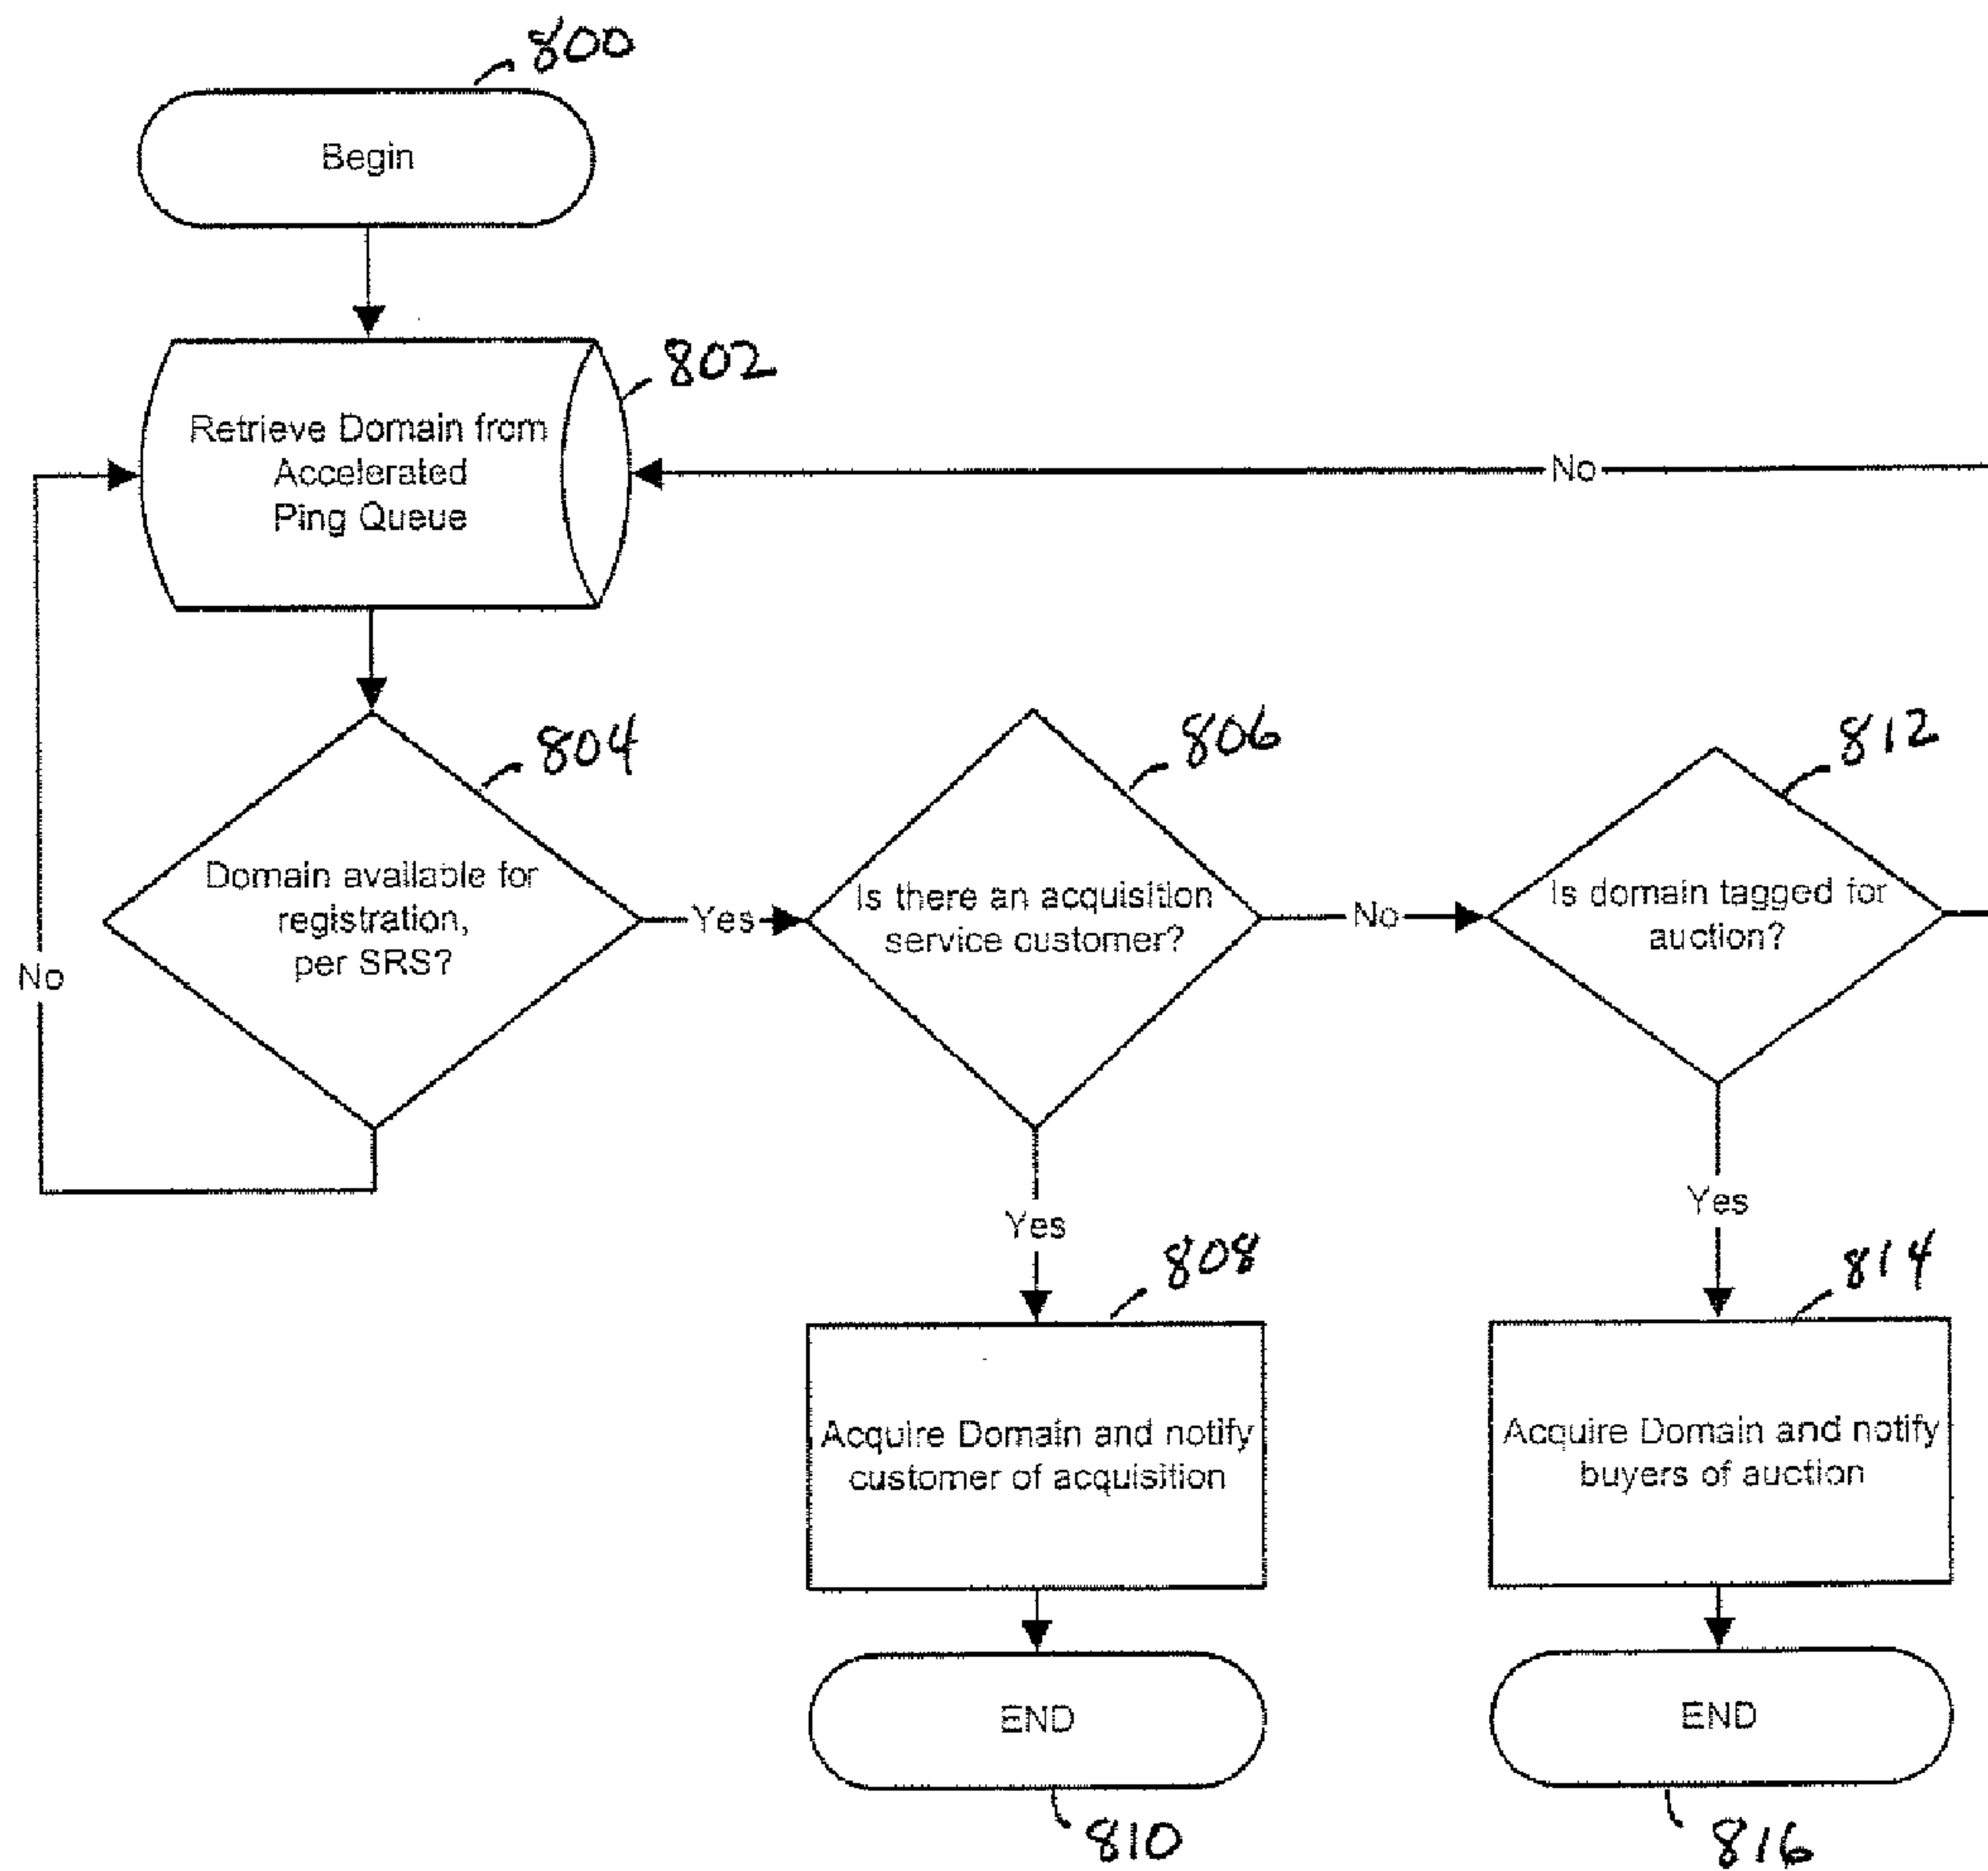 800
Begin
802
Retrieve Domain from
Accelerated
Ping Queue
No
804
Domain available for
registration,
per SRS?
No
Yes
806
Is there an acquisition
service customer?
No
812
Is domain tagged for
auction?
Yes
Yes
808
Acquire Domain and notify
customer of acquisition
814
Acquire Domain and notify
buyers of auction
END
810
END
816